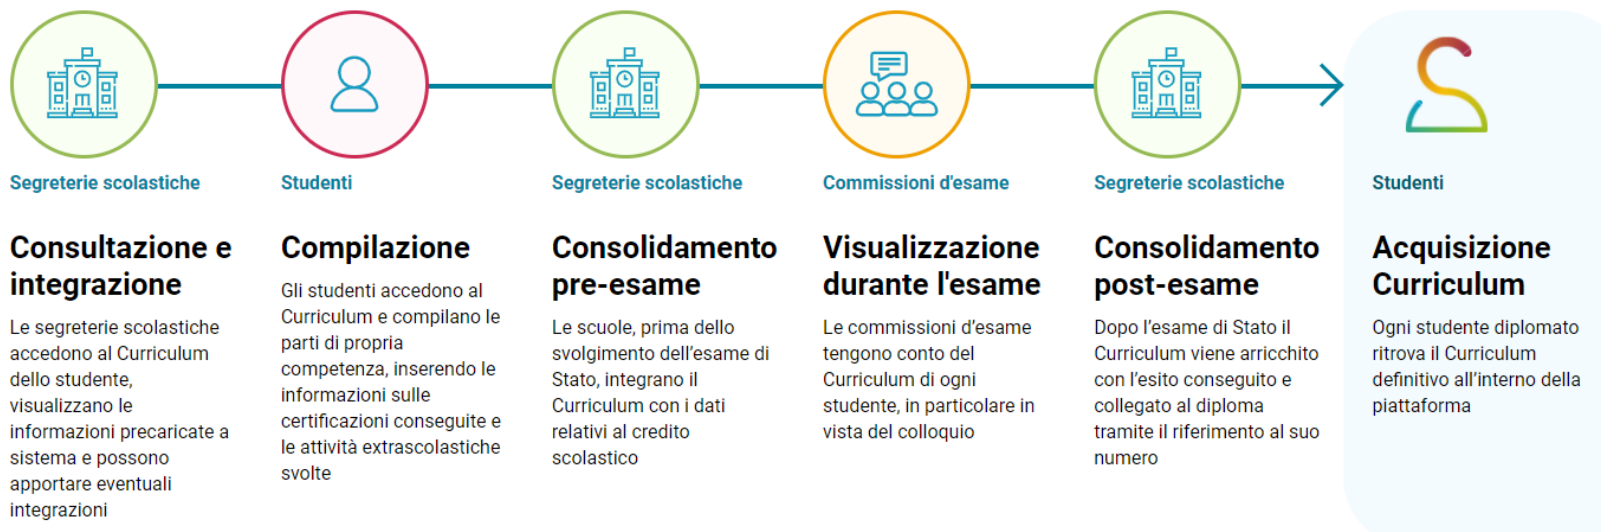 Segreterie scolastiche
Consultazione e
integrazione
Le segreterie scolastiche
accedono al Curriculum
dello studente,
visualizzano le
informazioni precaricate a
sistema e possono
apportare eventuali
integrazioni
Studenti
Compilazione
Gli studenti accedono al
Curriculum e compilano le
parti di propria
competenza, inserendo le
informazioni sulle
certificazioni conseguite e
le attività extrascolastiche
svolte
Segreterie scolastiche
Consolidamento
pre-esame
Le scuole, prima dello
svolgimento dell’esame di
Stato, integrano il
Curriculum con i dati
relativi al credito
scolastico
Commissioni d'esame
Visualizzazione
durante l'esame
Le commissioni d’esame
tengono conto del
Curriculum di ogni
studente, in particolare in
vista del colloquio
Segreterie scolastiche
Consolidamento
post-esame
Dopo l’esame di Stato il
Curriculum viene arricchito
con l’esito conseguito e
collegato al diploma
tramite il riferimento al suo
numero
Studenti
Acquisizione
Curriculum
Ogni studente diplomato
ritrova il Curriculum
definitivo all’interno della
piattaforma